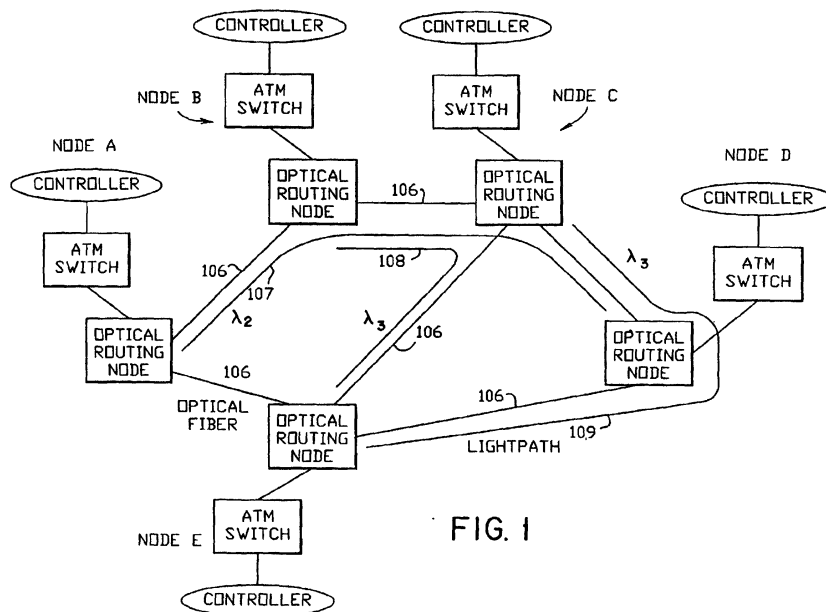 CONTROLLER
CONTROLLER
ATM
SWITCH
NODE B
ATM
SWITCH
NODE C
NODE A
CONTROLLER
OPTICAL
ROUTING
NODE
106
OPTICAL
ROUTING
NODE
NODE D
CONTROLLER
ATM
SWITCH
106
107
108
λ3
ATM
SWITCH
OPTICAL
ROUTING
NODE
λ2
λ3
106
OPTICAL
ROUTING
NODE
106
OPTICAL
FIBER
OPTICAL
ROUTING
NODE
106
LIGHTPATH
109
NODE E
ATM
SWITCH
CONTROLLER
FIG. 1